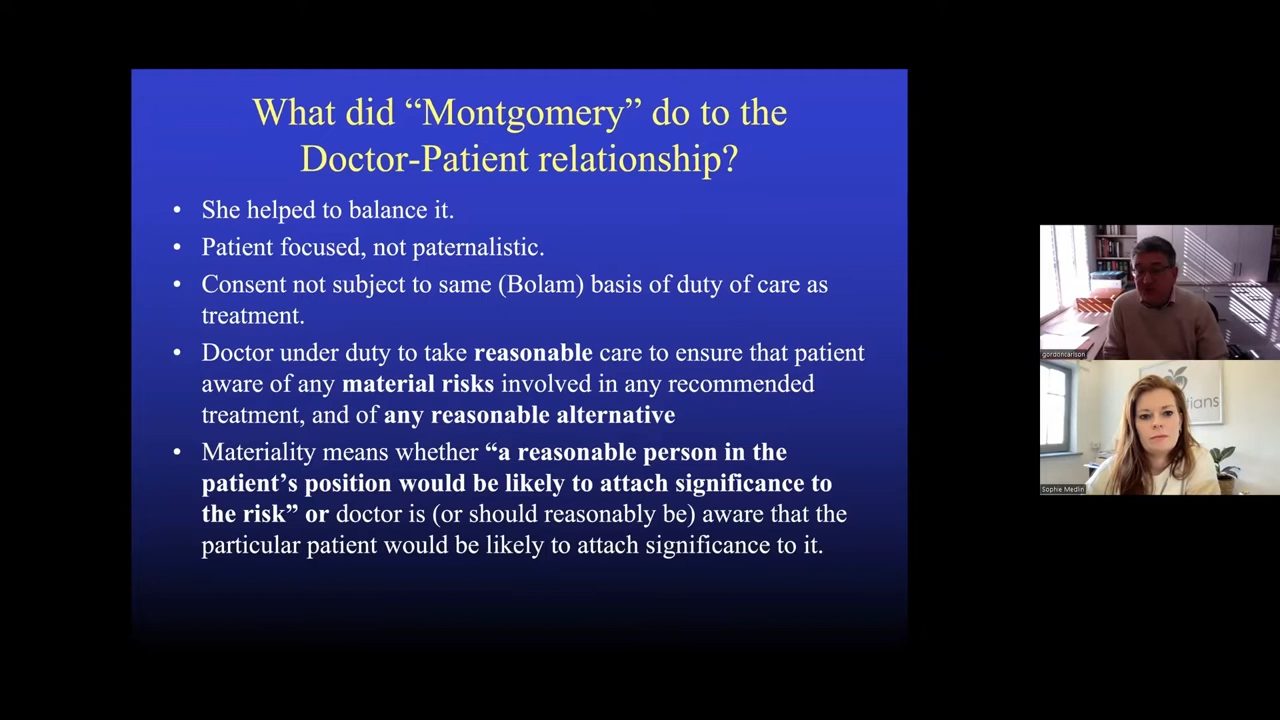 What did “Montgomery” do to the
Doctor-Patient relationship?
• She helped to balance it.
• Patient focused, not paternalistic.
• Consent not subject to same (Bolam) basis of duty of care as
treatment.
• Doctor under duty to take reasonable care to ensure that patient
aware of any material risks involved in any recommended
treatment, and of any reasonable alternative
• Materiality means whether “a reasonable person in the
patient’s position would be likely to attach significance to
the risk” or doctor is (or should reasonably be) aware that the
particular patient would be likely to attach significance to it.
gordoncarlson
Sophie Medlin